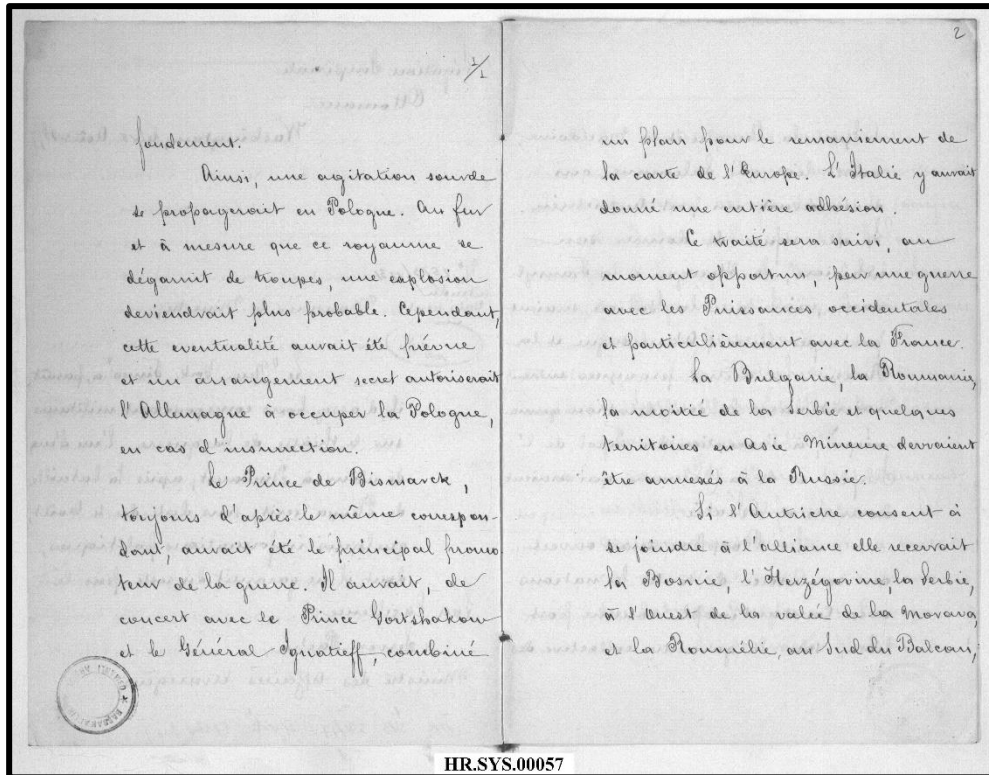 1/1
fondement.
Ainsi, une agitation sourde
se propagerait en Pologne. Au fur
et à mesure que ce royaume se
dégarnit de troupes, une explosion
deviendrait plus probable. Cependant,
cette eventualité aurait été prévue
et un arrangement secret autoriserait
l'Allemagne à occuper la Pologne,
en cas d'insurrection.
Le Prince de Bismarck,
toujours d'après le même correspon-
dant, aurait été le principal promo-
teur de la guerre. Il aurait, de
concert avec le Prince Gortshakow
et le Général Ignatieff, combiné
2
un plan pour le remaniement de
la carte de l'Europe. L'Italie y aurait
donné une entière adhésion.
Ce traité sera suivi, au
moment opportun, par une guerre
avec les Puissances occidentales
et particulièrement avec la France.
La Bulgarie, la Roumanie,
la moitié de la Serbie et quelques
territoires en Asie Mineure devraient
être annexés à la Russie.
Si l'Autriche consent à
se joindre à l'alliance elle recevrait
la Bosnie, l'Herzégovine, la Serbie,
à l'Ouest de la valée de la Morava,
et la Roumélie, au Sud du Balcan,
HR.SYS.00057